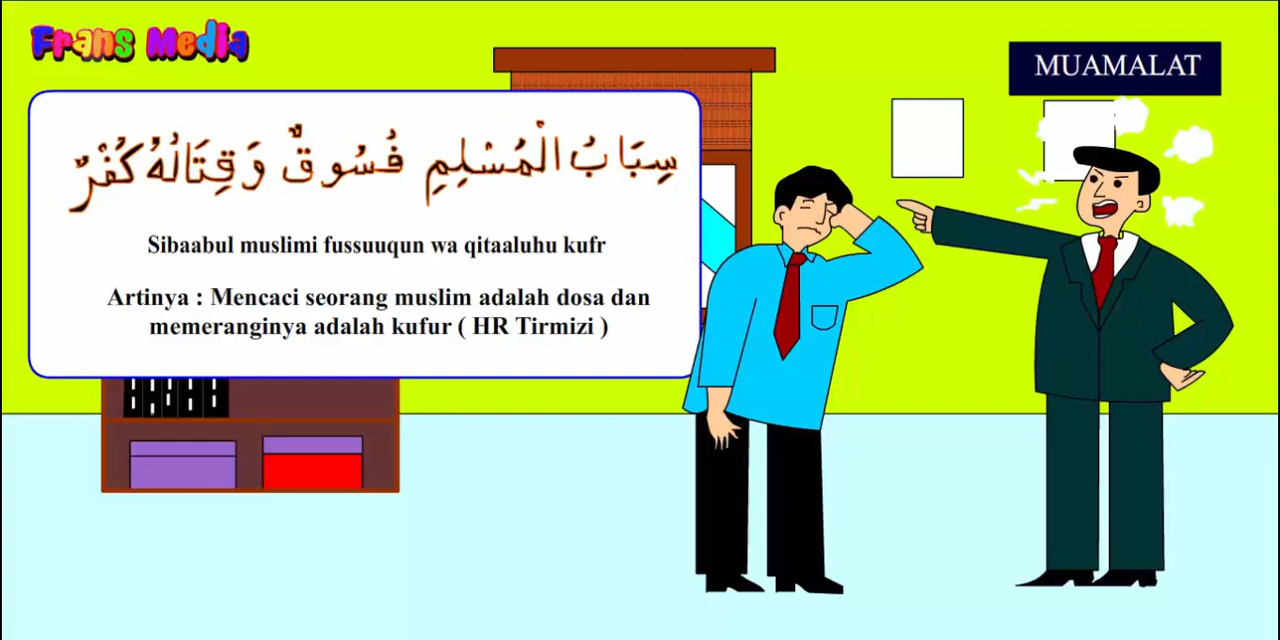 Frans Media
MUAMALAT
سِبَابُ الْمُسْلِمِ فُسُوقٌ وَقِتَالُهُ كُفْرٌ
Sibaabul muslimi fussuuqun wa qitaaluhu kufr
Artinya : Mencaci seorang muslim adalah dosa dan
memeranginya adalah kufur ( HR Tirmizi )